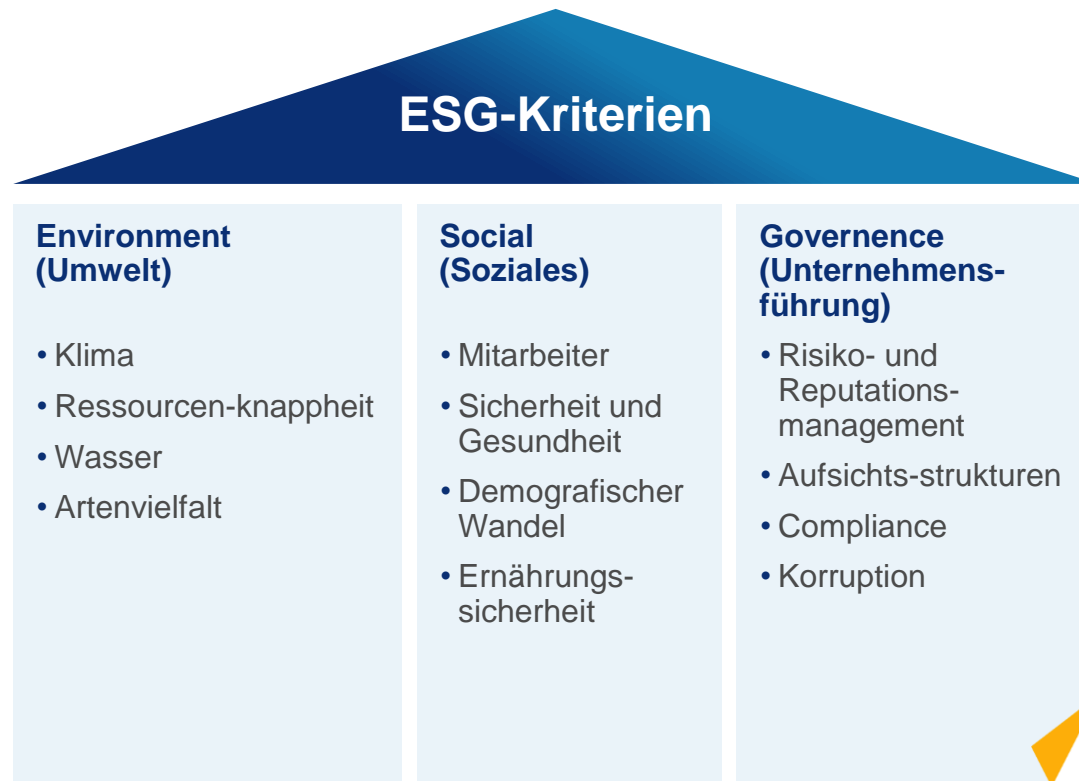 ESG-Kriterien
Environment
(Umwelt)
• Klima
• Ressourcen-knappheit
• Wasser
• Artenvielfalt
Social
(Soziales)
• Mitarbeiter
• Sicherheit und
Gesundheit
• Demografischer
Wandel
• Ernährungs-
sicherheit
Governence
(Unternehmens-
führung)
• Risiko- und
Reputations-
management
• Aufsichts-strukturen
• Compliance
• Korruption